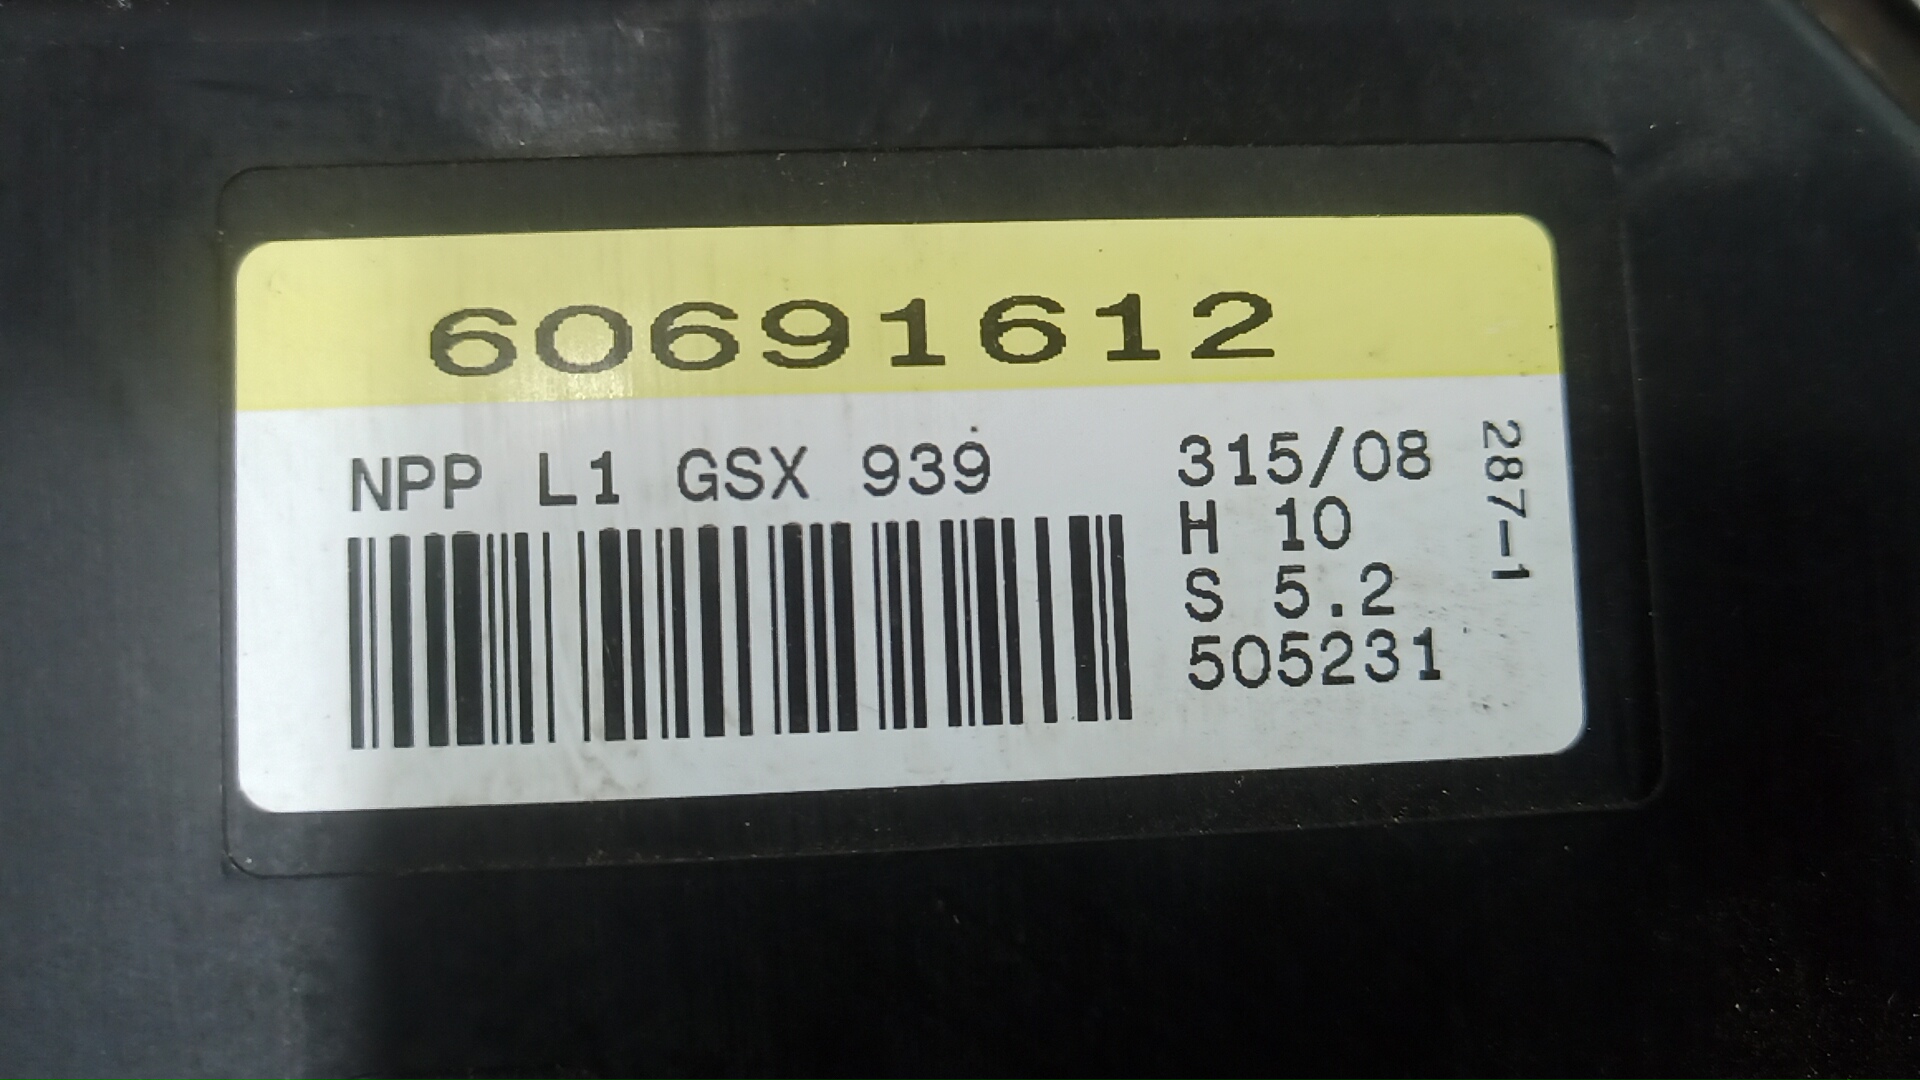 60691612
NPP L1 GSX 939
315/08
H 10
S 5.2
505231
287-1